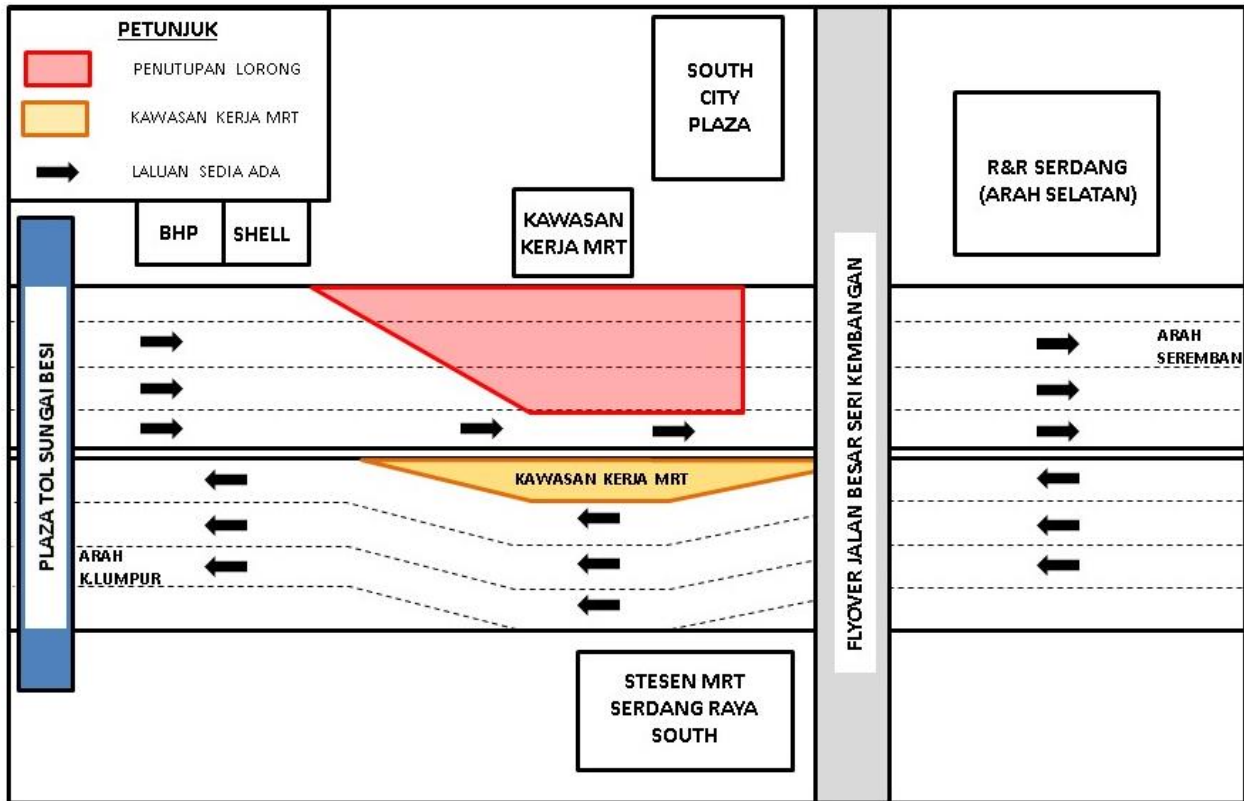 PETUNJUK
PENUTUPAN LORONG
KAWASAN KERJA MRT
LALUAN SEDIA ADA
SOUTH
CITY
PLAZA
R&R SERDANG
(ARAH SELATAN)
BHP
SHELL
KAWASAN
KERJA MRT
PLAZA TOL SUNGAI BESI
FLYOVER JALAN BESAR SERI KEMBANGAN
ARAH
SEREMBAN
KAWASAN KERJA MRT
ARAH
K.LUMPUR
STESEN MRT
SERDANG RAYA
SOUTH